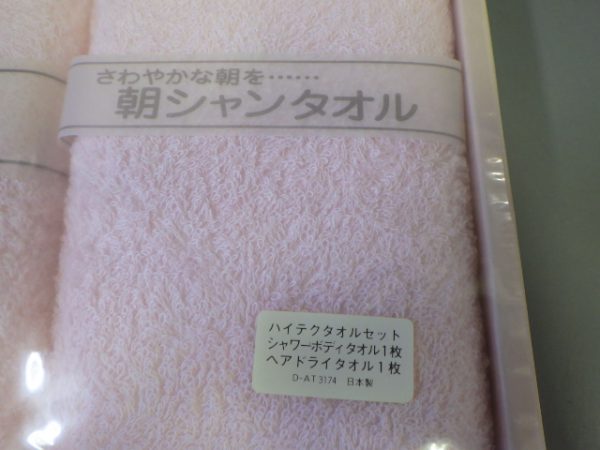 さわやかな朝を……
朝シャンタオル
ハイテクタオルセット
シャワーボディタオル1枚
ヘアドライタオル1枚
D-AT3174 日本製